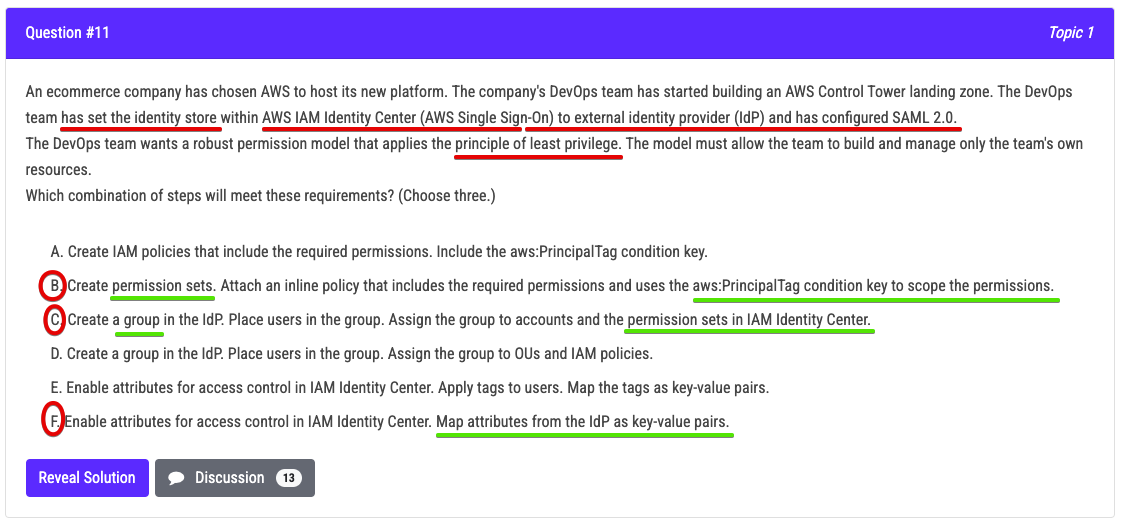 Question #11
Topic 1
An ecommerce company has chosen AWS to host its new platform. The company's DevOps team has started building an AWS Control Tower landing zone. The DevOps
team has set the identity store within AWS IAM Identity Center (AWS Single Sign-On) to external identity provider (IdP) and has configured SAML 2.0.
The DevOps team wants a robust permission model that applies the principle of least privilege. The model must allow the team to build and manage only the team's own
resources.
Which combination of steps will meet these requirements? (Choose three.)
A. Create IAM policies that include the required permissions. Include the aws:PrincipalTag condition key.
B. Create permission sets. Attach an inline policy that includes the required permissions and uses the aws:PrincipalTag condition key to scope the permissions.
C. Create a group in the IdP. Place users in the group. Assign the group to accounts and the permission sets in IAM Identity Center.
D. Create a group in the IdP. Place users in the group. Assign the group to OUs and IAM policies.
E. Enable attributes for access control in IAM Identity Center. Apply tags to users. Map the tags as key-value pairs.
F. Enable attributes for access control in IAM Identity Center. Map attributes from the IdP as key-value pairs.
Reveal Solution
Discussion 13